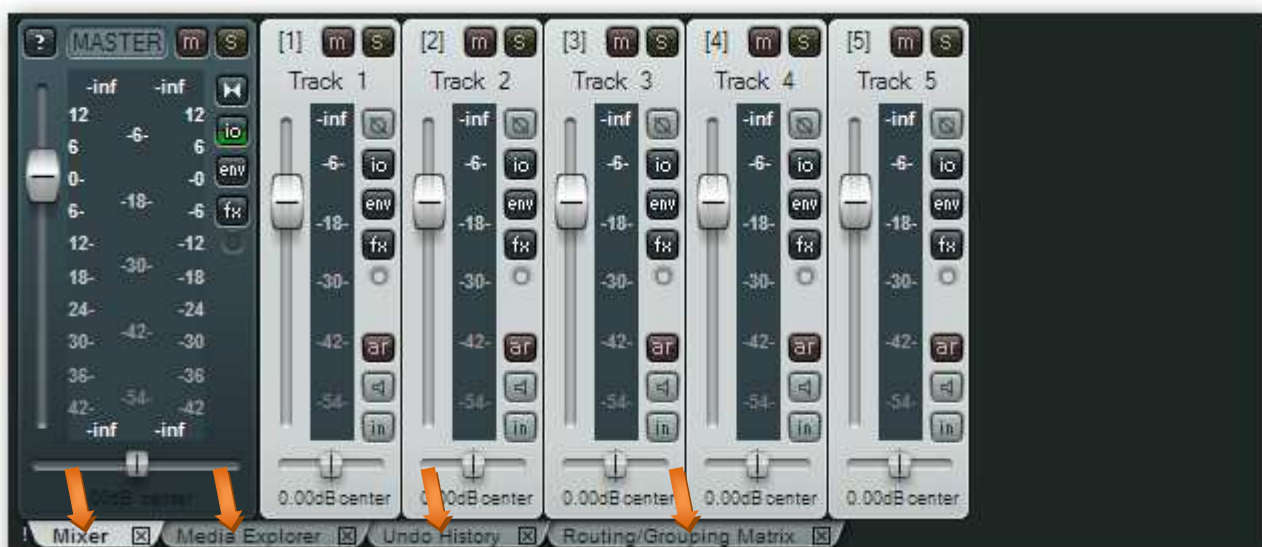 ? MASTER m s [1] m s [2] m s [3] m s [4] m s [5] m s
Track 1 Track 2 Track 3 Track 4 Track 5
-inf -inf
12 -6- 12 io
6 6
0- -0 env
6- -18- -6 fx
12- -12
18- -30- -18
24- -24
30- -42- -30
36- -36
42- -54- -42
-inf -inf
center
-inf
-6- io
env
-18-
fx
-30-
-42- ar
-54-
in
0.00dB center
-inf
-6- io
env
-18-
fx
-30-
-42- ar
-54-
in
0.00dB center
-inf
-6- io
env
-18-
fx
-30-
-42- ar
-54-
in
0.00dB center
-inf
-6- io
env
-18-
fx
-30-
-42- ar
-54-
in
0.00dB center
-inf
-6- io
env
-18-
fx
-30-
-42- ar
-54-
in
0.00dB center
! Mixer Media Explorer Undo History Routing/Grouping Matrix